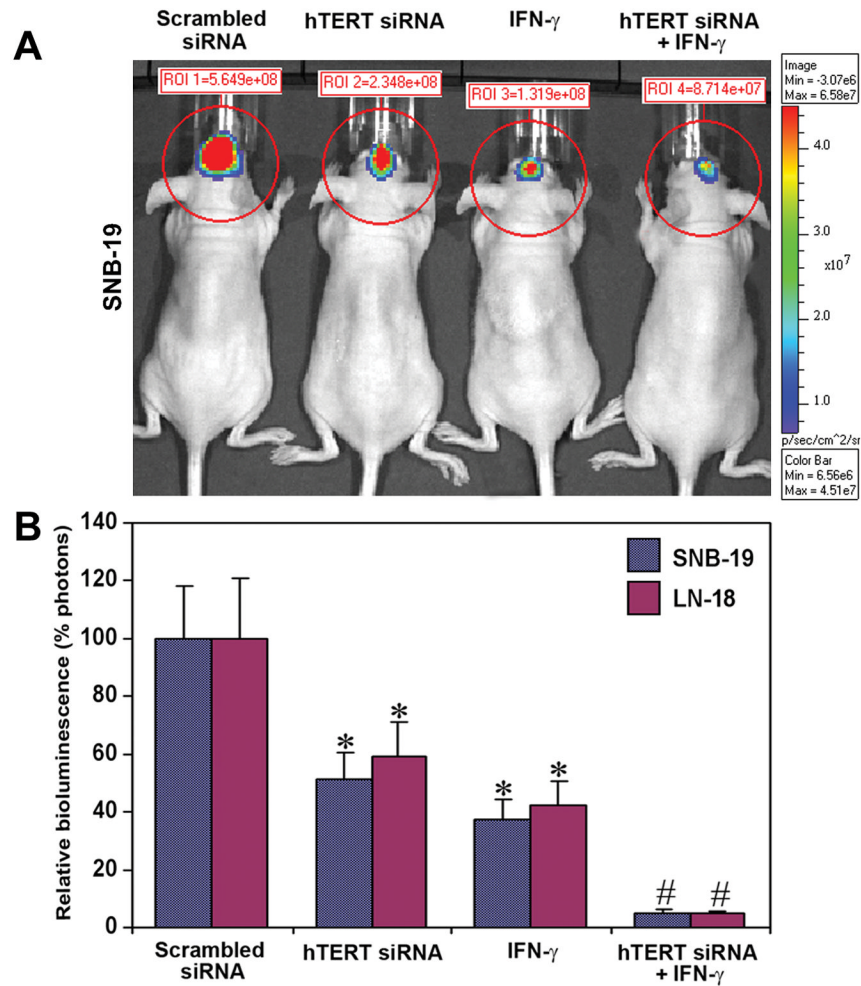 A
Scrambled
siRNA
hTERT siRNA
IFN-γ
hTERT siRNA
+ IFN-γ
SNB-19
ROI 1=5.649e+08
ROI 2=2.348e+08
ROI 3=1.319e+08
ROI 4=8.714e+07
Image
Min = -3.07e6
Max = 6.58e7
4.0
3.0
x10⁷
2.0
1.0
p/sec/cm^2/sr
Color Bar
Min = 6.56e6
Max = 4.51e7
B
Relative bioluminescence (% photons)
140
120
100
80
60
40
20
0
SNB-19
LN-18
* *
* *
# #
Scrambled
siRNA
hTERT siRNA
IFN-γ
hTERT siRNA
+ IFN-γ